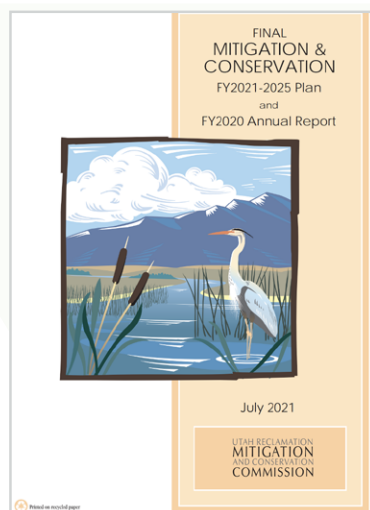 FINAL
MITIGATION &
CONSERVATION
FY2021-2025 Plan
and
FY2020 Annual Report
July 2021
UTAH RECLAMATION
MITIGATION
AND CONSERVATION
COMMISSION
Printed on recycled paper